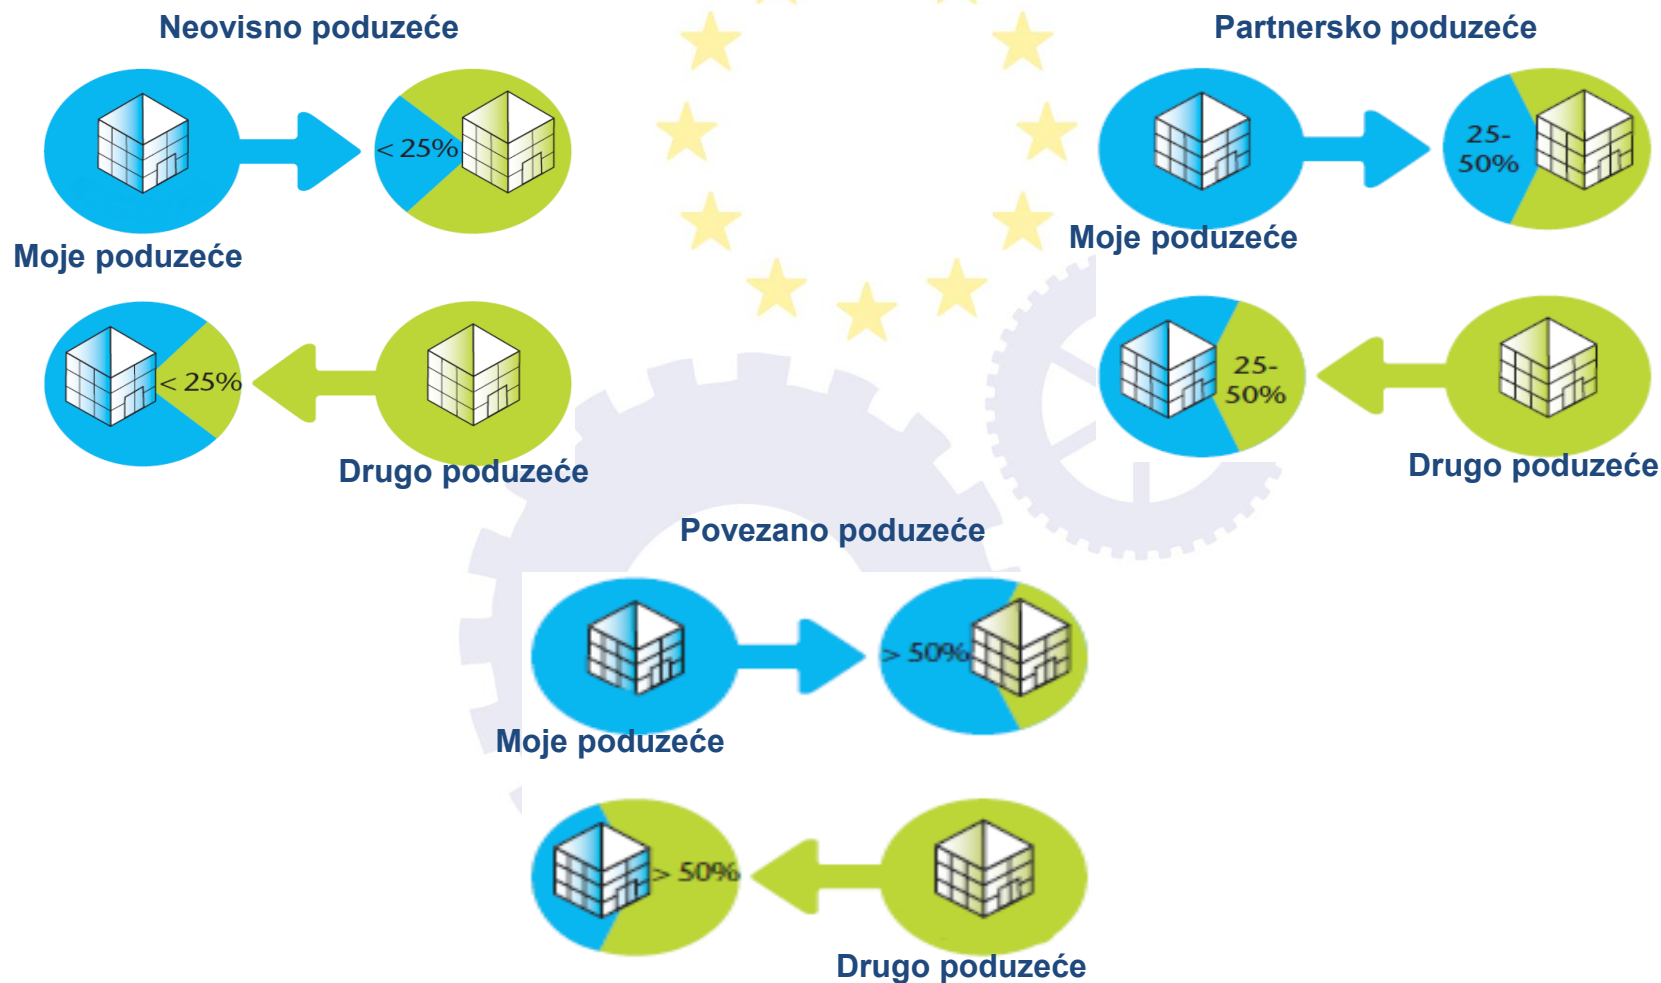 Neovisno poduzeće
< 25%
Moje poduzeće
< 25%
Drugo poduzeće
Partnersko poduzeće
25-
50%
Moje poduzeće
25-
50%
Drugo poduzeće
Povezano poduzeće
> 50%
Moje poduzeće
> 50%
Drugo poduzeće